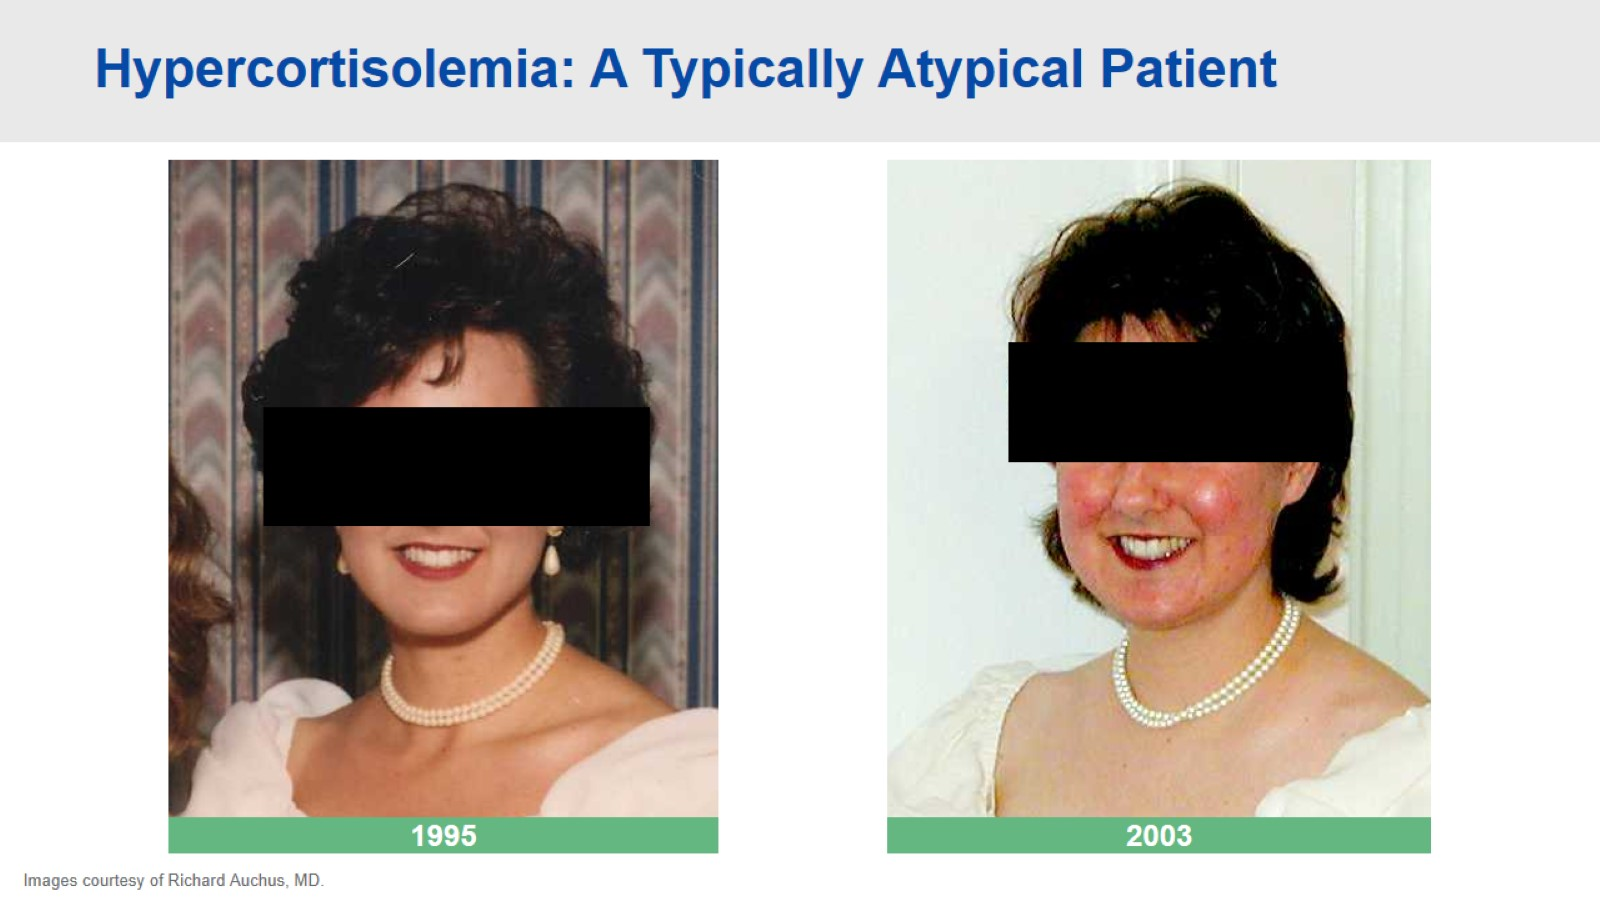 Hypercortisolemia: A Typically Atypical Patient
1995
2003
Images courtesy of Richard Auchus, MD.